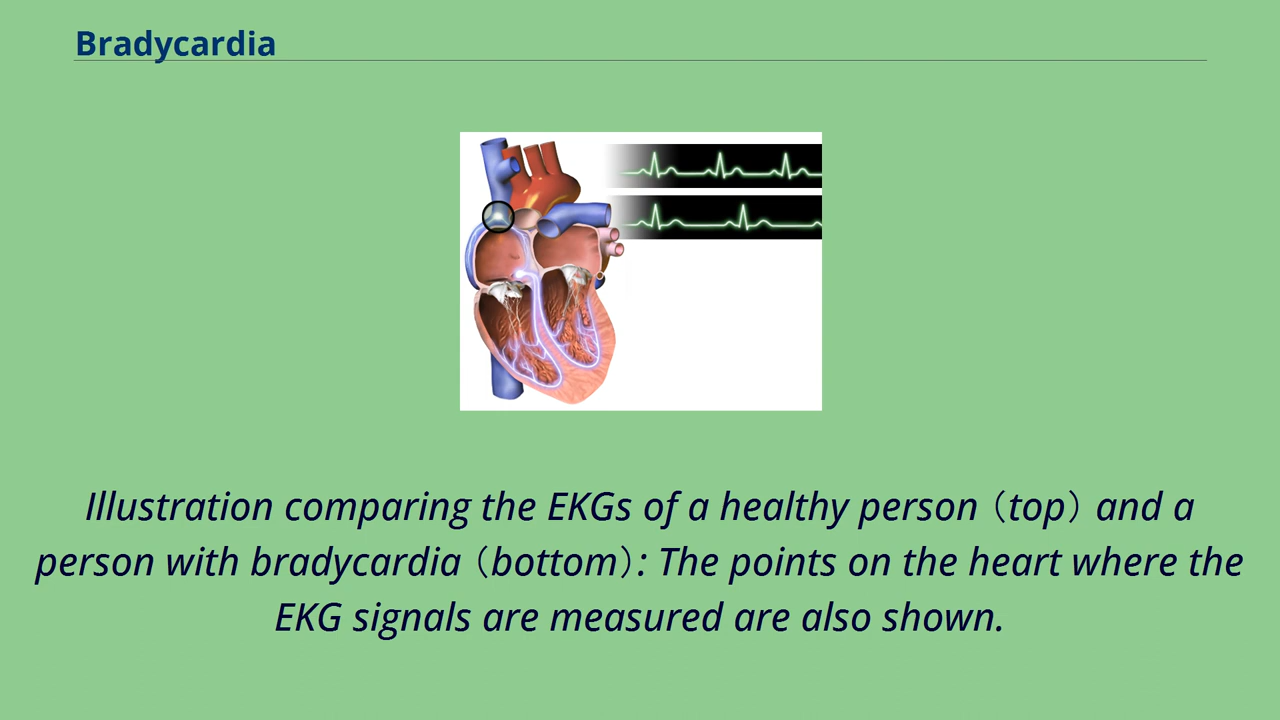 Bradycardia
Illustration comparing the EKGs of a healthy person（top）and a
person with bradycardia（bottom）: The points on the heart where the
EKG signals are measured are also shown.